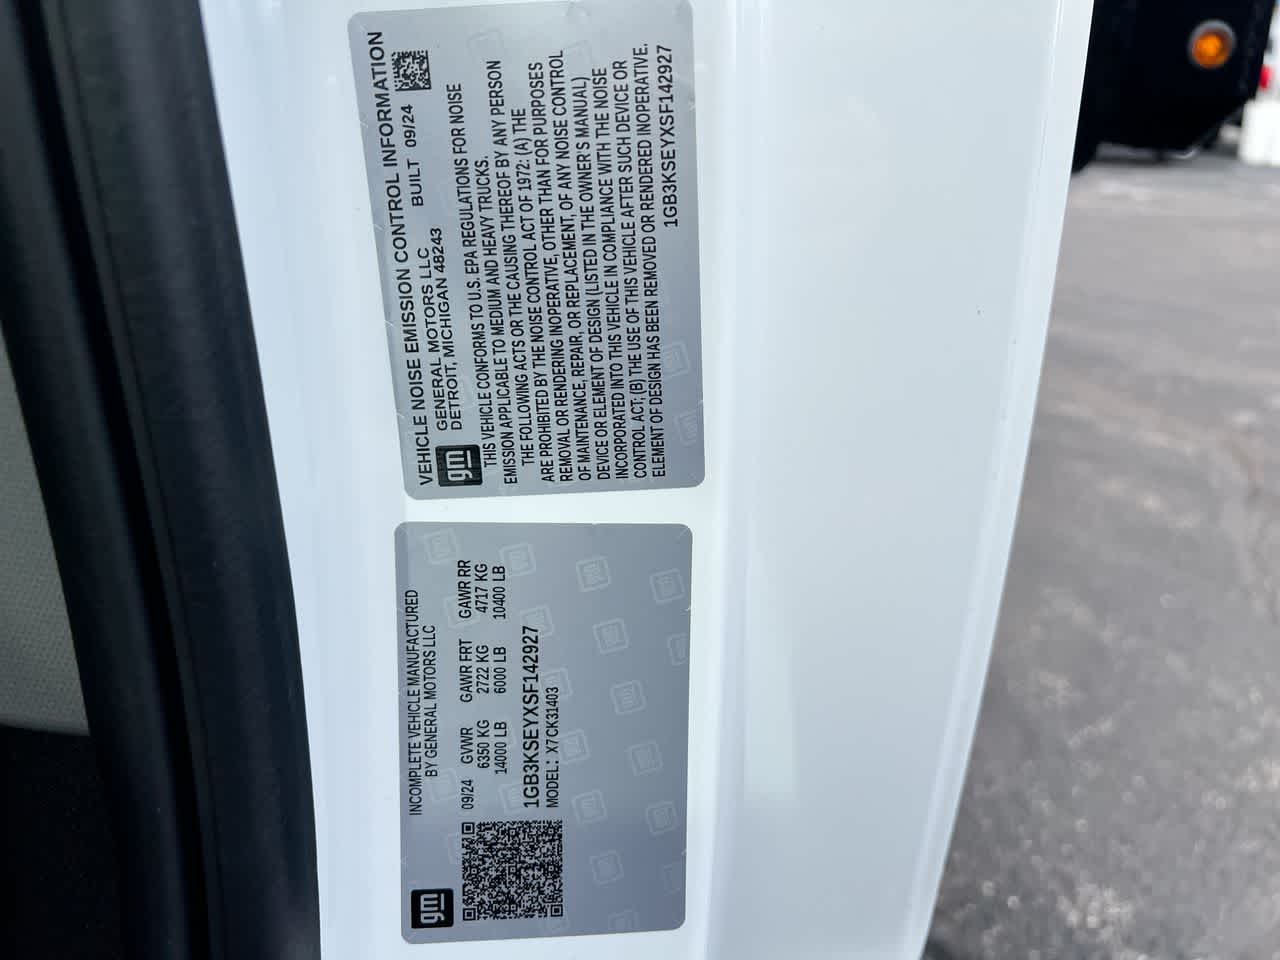 VEHICLE NOISE EMISSION CONTROL INFORMATION
gm
GENERAL MOTORS LLC BUILT 09/24
DETROIT, MICHIGAN 48243
THIS VEHICLE CONFORMS TO U.S. EPA REGULATIONS FOR NOISE
EMISSION APPLICABLE TO MEDIUM AND HEAVY TRUCKS.
THE FOLLOWING ACTS OR THE CAUSING THEREOF BY ANY PERSON
ARE PROHIBITED BY THE NOISE CONTROL ACT OF 1972: (A) THE
REMOVAL OR RENDERING INOPERATIVE, OTHER THAN FOR PURPOSES
OF MAINTENANCE, REPAIR, OR REPLACEMENT, OF ANY NOISE CONTROL
DEVICE OR ELEMENT OF DESIGN (LISTED IN THE OWNER'S MANUAL)
INCORPORATED INTO THIS VEHICLE IN COMPLIANCE WITH THE NOISE
CONTROL ACT; (B) THE USE OF THIS VEHICLE AFTER SUCH DEVICE OR
ELEMENT OF DESIGN HAS BEEN REMOVED OR RENDERED INOPERATIVE.
1GB3KSEYXSF142927
gm
INCOMPLETE VEHICLE MANUFACTURED
BY GENERAL MOTORS LLC
09/24 GVWR GAWR FRT GAWR RR
6350 KG 2722 KG 4717 KG
14000 LB 6000 LB 10400 LB
1GB3KSEYXSF142927
MODEL: X7CK31403